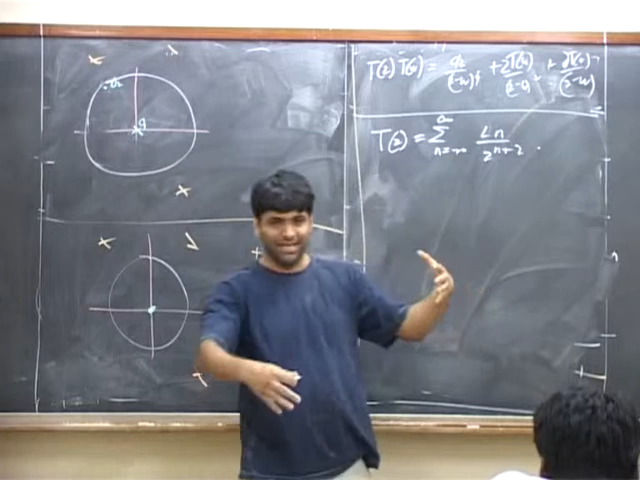 T(z) T(w) = c/2 / (z-w)⁴ + 2T(w) / (z-w)² + ∂T(w) / (z-w)
T(z) = ∑ n=-∞ ∞ Ln / z^{n+2} .